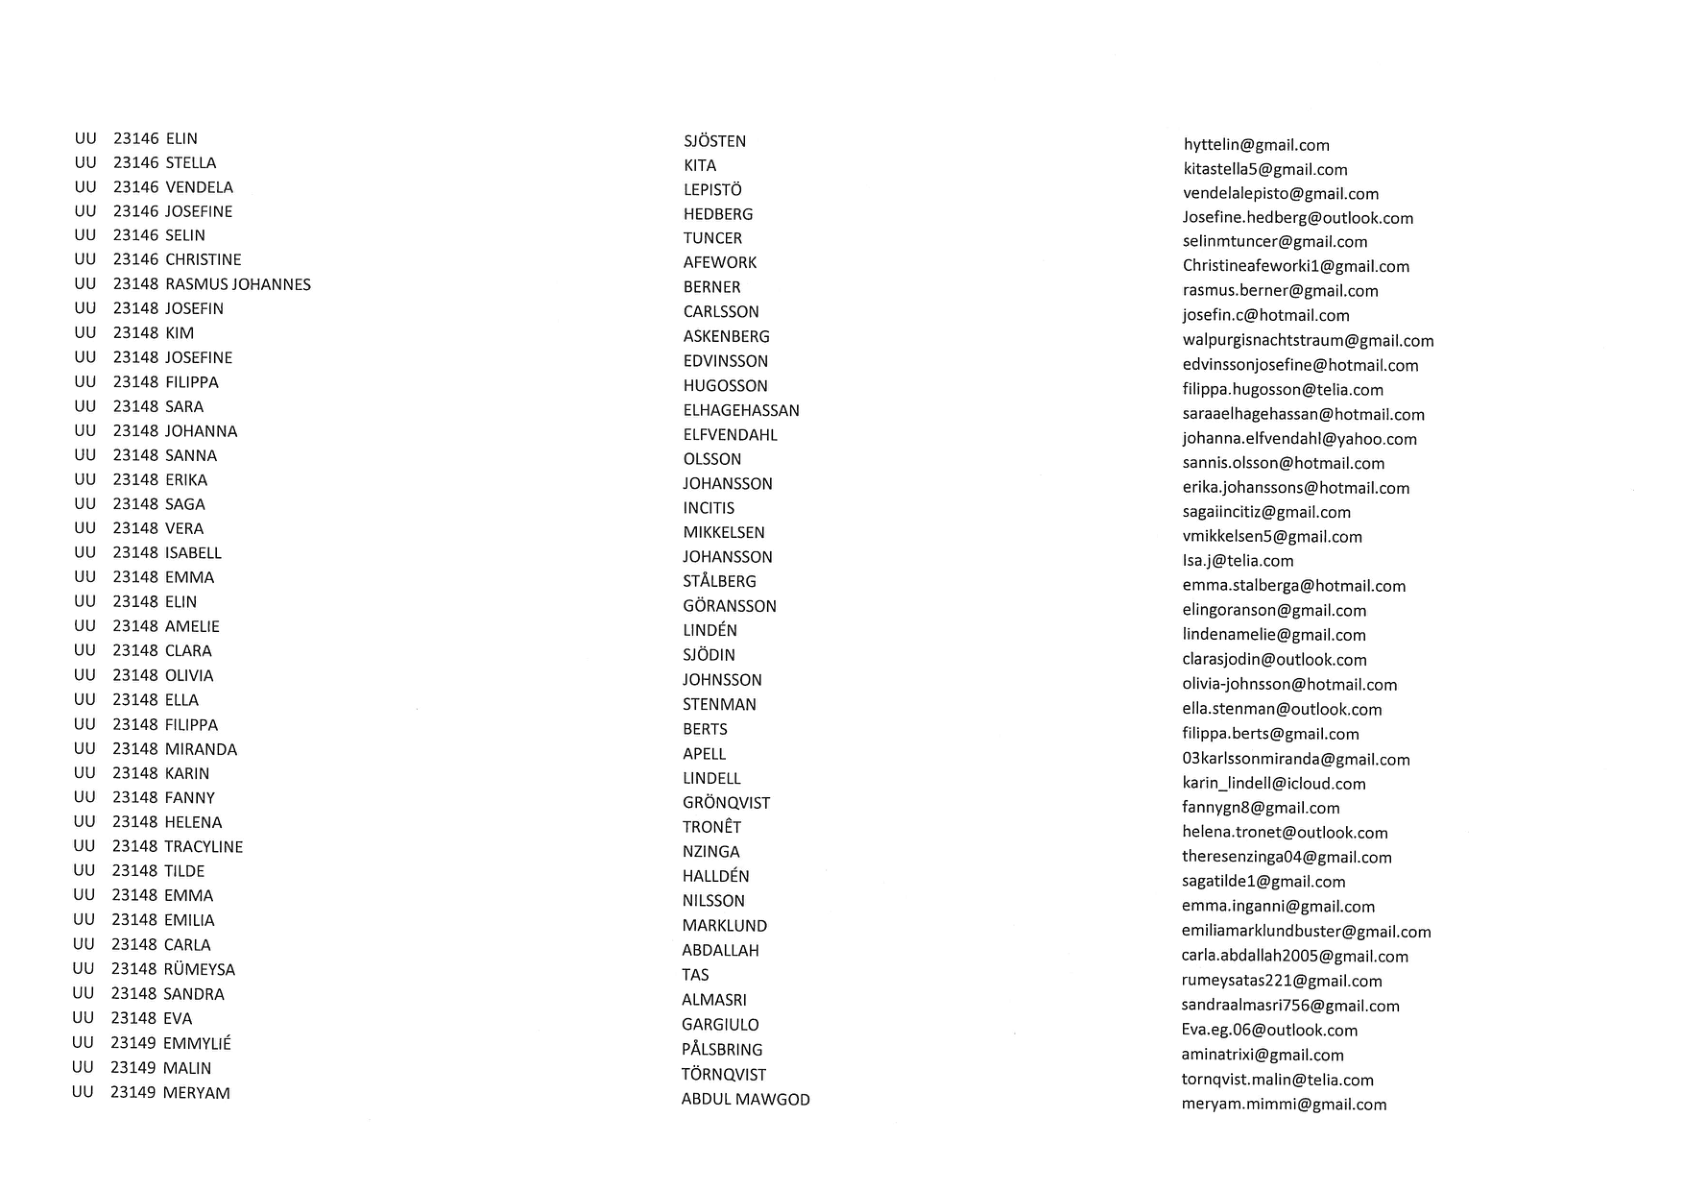 UU 23146 ELIN SJÖSTEN hyttelin@gmail.com
UU 23146 STELLA KITA kitastella5@gmail.com
UU 23146 VENDELA LEPISTÖ vendelalepisto@gmail.com
UU 23146 JOSEFINE HEDBERG Josefine.hedberg@outlook.com
UU 23146 SELIN TUNCER selinmtuncer@gmail.com
UU 23146 CHRISTINE AFEWORK Christineafeworki1@gmail.com
UU 23148 RASMUS JOHANNES BERNER rasmus.berner@gmail.com
UU 23148 JOSEFIN CARLSSON josefin.c@hotmail.com
UU 23148 KIM ASKENBERG walpurgisnachtstraum@gmail.com
UU 23148 JOSEFINE EDVINSSON edvinssonjosefine@hotmail.com
UU 23148 FILIPPA HUGOSSON filippa.hugosson@telia.com
UU 23148 SARA ELHAGEHASSAN saraaelhagehassan@hotmail.com
UU 23148 JOHANNA ELFVENDAHL johanna.elfvendahl@yahoo.com
UU 23148 SANNA OLSSON sannis.olsson@hotmail.com
UU 23148 ERIKA JOHANSSON erika.johanssons@hotmail.com
UU 23148 SAGA INCITIS sagaiincitiz@gmail.com
UU 23148 VERA MIKKELSEN vmikkelsen5@gmail.com
UU 23148 ISABELL JOHANSSON Isa.j@telia.com
UU 23148 EMMA STÅLBERG emma.stalberga@hotmail.com
UU 23148 ELIN GÖRANSSON elingoranson@gmail.com
UU 23148 AMELIE LINDÉN lindenamelie@gmail.com
UU 23148 CLARA SJÖDIN clarasjodin@outlook.com
UU 23148 OLIVIA JOHNSSON olivia-johnsson@hotmail.com
UU 23148 ELLA STENMAN ella.stenman@outlook.com
UU 23148 FILIPPA BERTS filippa.berts@gmail.com
UU 23148 MIRANDA APELL 03karlssonmiranda@gmail.com
UU 23148 KARIN LINDELL karin_lindell@icloud.com
UU 23148 FANNY GRÖNQVIST fannygn8@gmail.com
UU 23148 HELENA TRONÊT helena.tronet@outlook.com
UU 23148 TRACYLINE NZINGA theresenzinga04@gmail.com
UU 23148 TILDE HALLDÉN sagatilde1@gmail.com
UU 23148 EMMA NILSSON emma.inganni@gmail.com
UU 23148 EMILIA MARKLUND emiliamarklundbuster@gmail.com
UU 23148 CARLA ABDALLAH carla.abdallah2005@gmail.com
UU 23148 RÜMEYSA TAS rumeysatas221@gmail.com
UU 23148 SANDRA ALMASRI sandraalmasri756@gmail.com
UU 23148 EVA GARGIULO Eva.eg.06@outlook.com
UU 23149 EMMYLIÉ PÅLSBRING aminatrixi@gmail.com
UU 23149 MALIN TÖRNQVIST tornqvist.malin@telia.com
UU 23149 MERYAM ABDUL MAWGOD meryam.mimmi@gmail.com